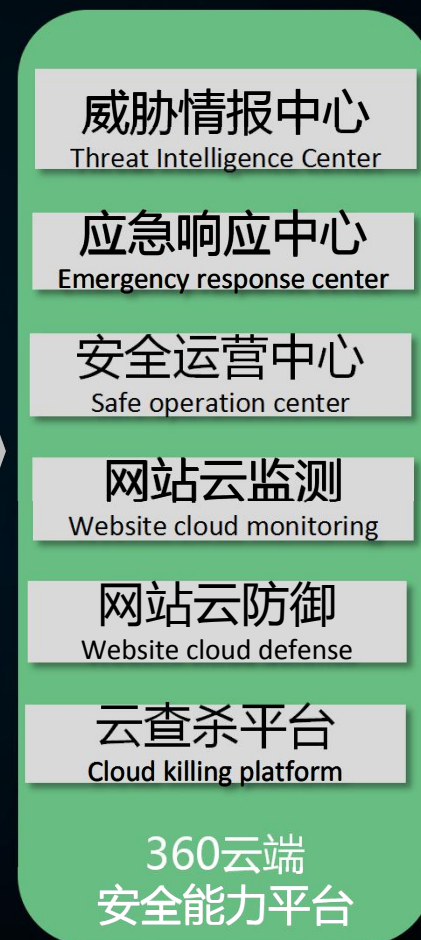 威胁情报中心
Threat Intelligence Center
应急响应中心
Emergency response center
安全运营中心
Safe operation center
网站云监测
Website cloud monitoring
网站云防御
Website cloud defense
云查杀平台
Cloud killing platform
360云端
安全能力平台